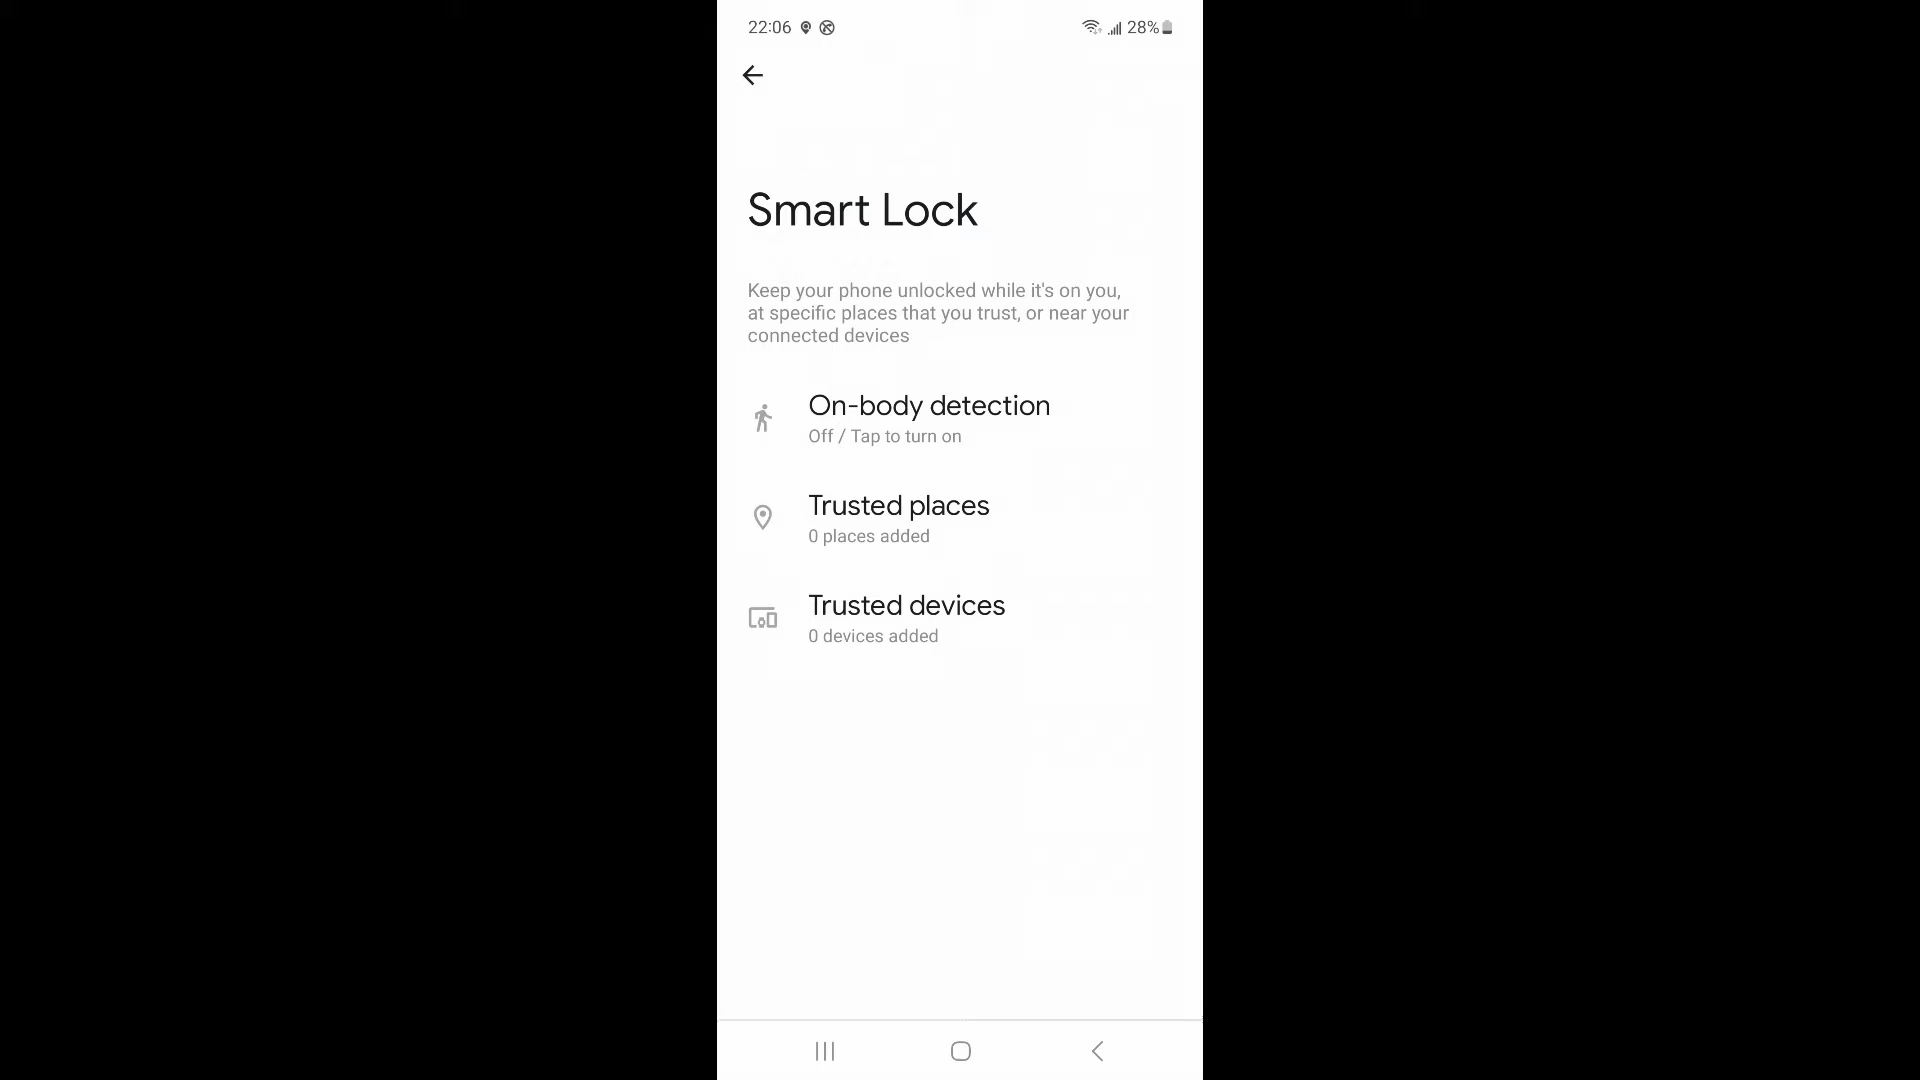 22:06
28%
Smart Lock
Keep your phone unlocked while it's on you,
at specific places that you trust, or near your
connected devices
On-body detection
Off / Tap to turn on
Trusted places
0 places added
Trusted devices
0 devices added